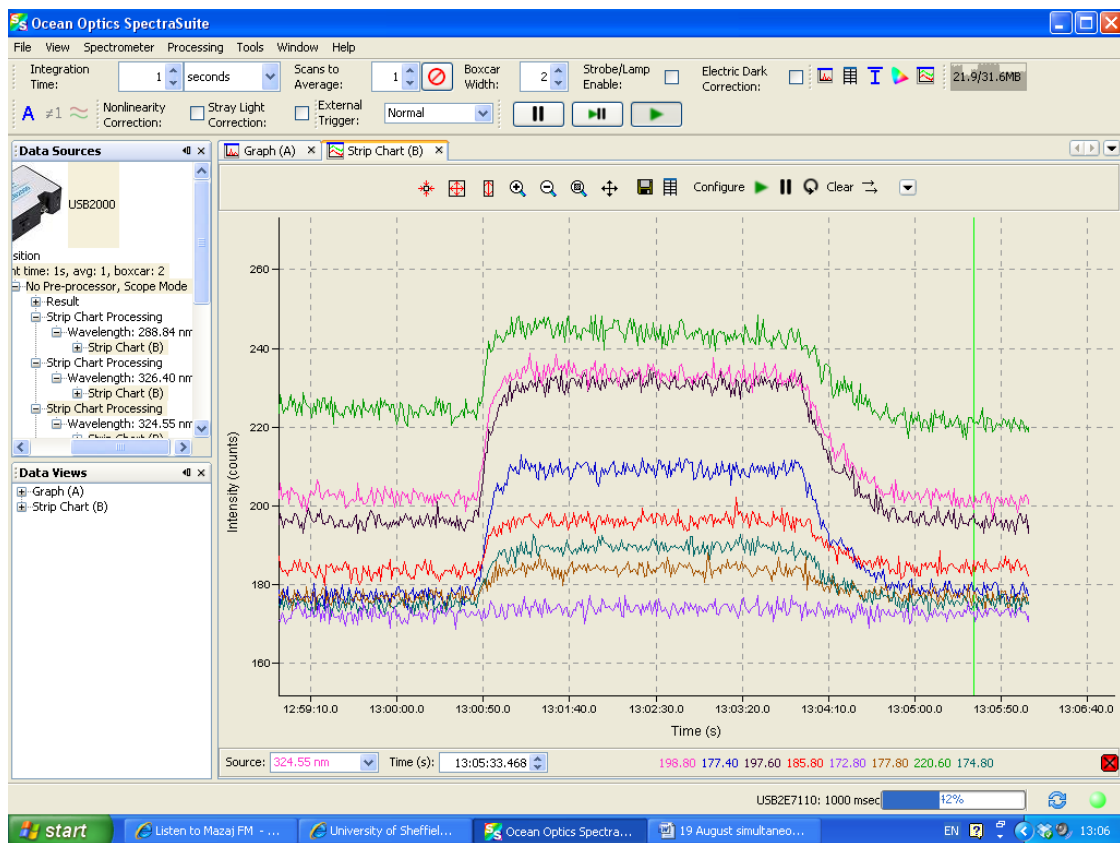 Ocean Optics SpectraSuite
File View Spectrometer Processing Tools Window Help
Integration Time: 1 seconds Scans to Average: 1 Boxcar Width: 2 Strobe/Lamp Enable: Electric Dark Correction: 21.9/31.6MB
A ≠1 Nonlinearity Correction: Stray Light Correction: External Trigger: Normal
Data Sources
USB2000
sition
nt time: 1s, avg: 1, boxcar: 2
No Pre-processor, Scope Mode
Result
Strip Chart Processing
Wavelength: 288.84 nm
Strip Chart (B)
Strip Chart Processing
Wavelength: 326.40 nm
Strip Chart (B)
Strip Chart Processing
Wavelength: 324.55 nm
Strip Chart (B)
Data Views
Graph (A)
Strip Chart (B)
Graph (A) Strip Chart (B)
Configure Clear
260
240
220
200
180
160
Intensity (counts)
12:59:10.0 13:00:00.0 13:00:50.0 13:01:40.0 13:02:30.0 13:03:20.0 13:04:10.0 13:05:00.0 13:05:50.0 13:06:40.0
Time (s)
Source: 324.55 nm Time (s): 13:05:33.468 198.80 177.40 197.60 185.80 172.80 177.80 220.60 174.80
USB2E7110: 1000 msec 42%
start Listen to Mazaj FM - ... University of Sheffiel... Ocean Optics Spectra... 19 August simultaneo... EN 13:06